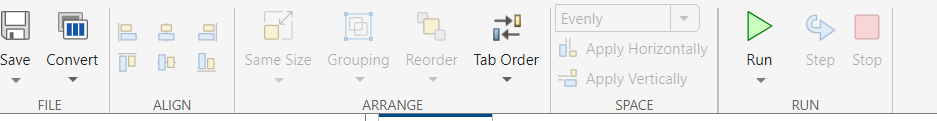 Evenly
Apply Horizontally
Save Convert Same Size Grouping Reorder Tab Order Run Step Stop
Apply Vertically
FILE ALIGN ARRANGE SPACE RUN